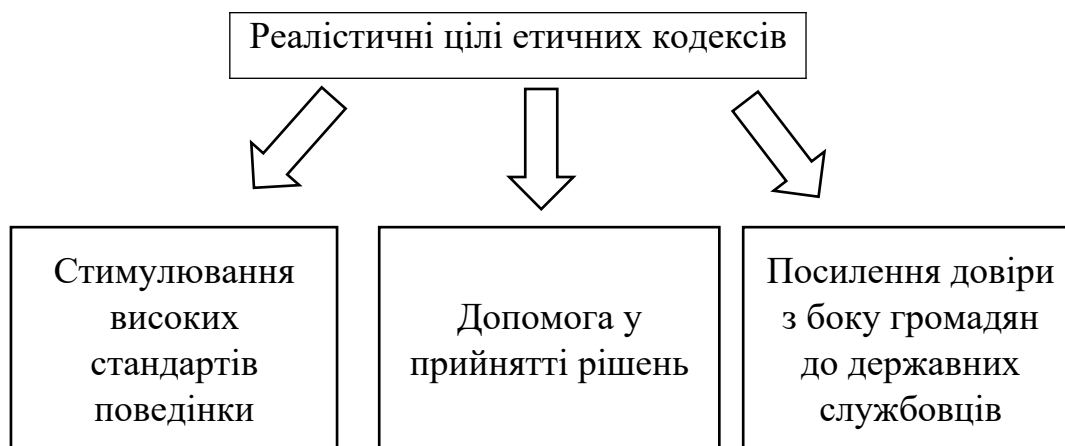 Реалістичні цілі етичних кодексів
Стимулювання
високих
стандартів
поведінки
Допомога у
прийнятті рішень
Посилення довіри
з боку громадян
до державних
службовців